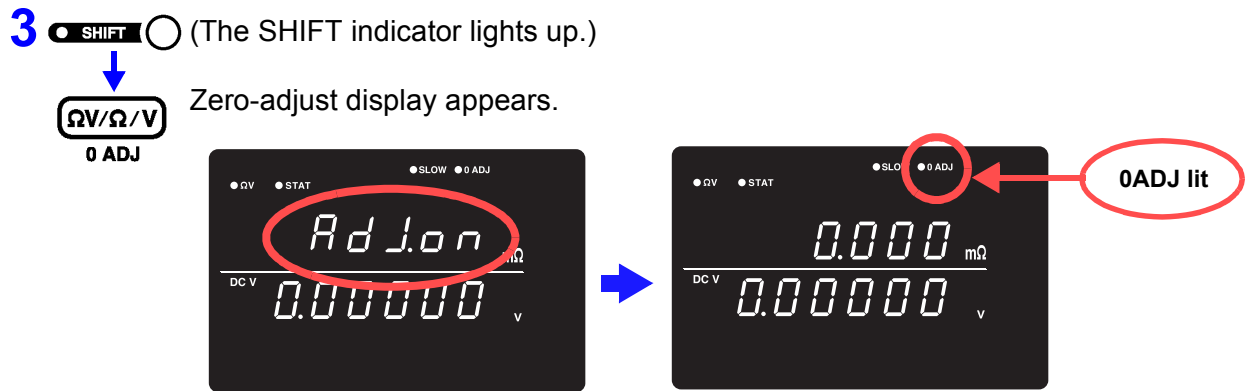 3 SHIFT (The SHIFT indicator lights up.)
ΩV/Ω/V Zero-adjust display appears.
0 ADJ
SLOW 0 ADJ
ΩV STAT
AdJ.on mΩ
DC V 0.00000 V
SLO 0 ADJ
ΩV STAT
0.000 mΩ
DC V 0.00000 V
0ADJ lit